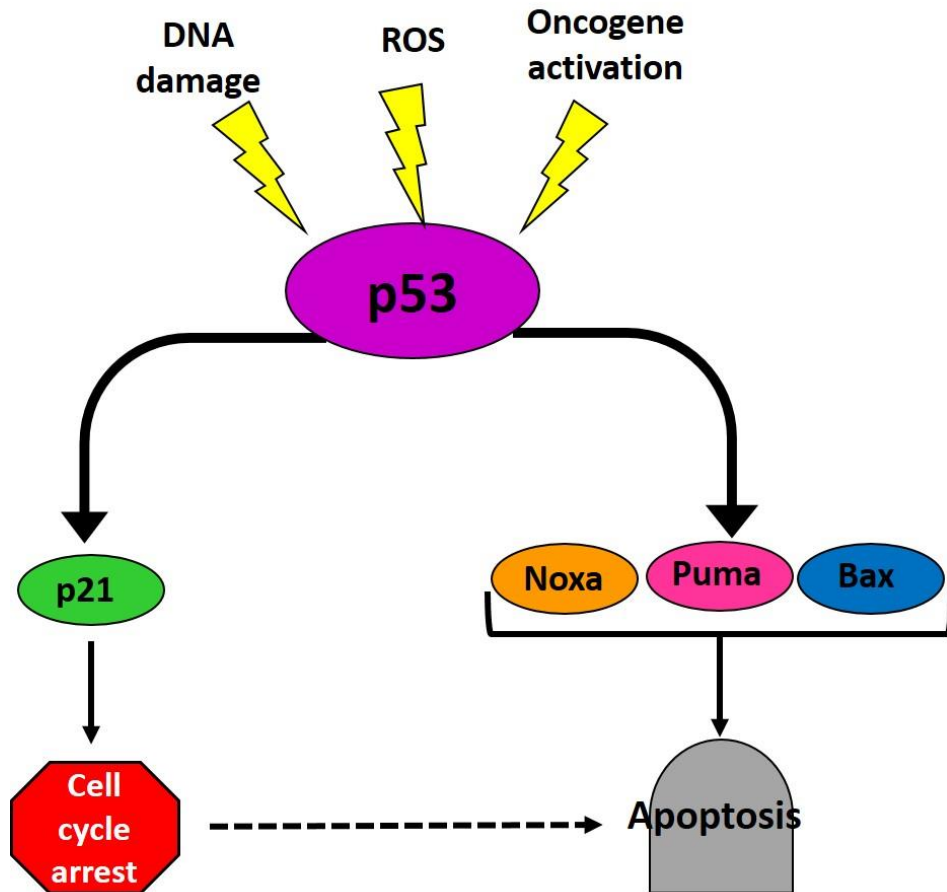 DNA
damage
ROS
Oncogene
activation
p53
p21
Noxa
Puma
Bax
Cell
cycle
arrest
Apoptosis